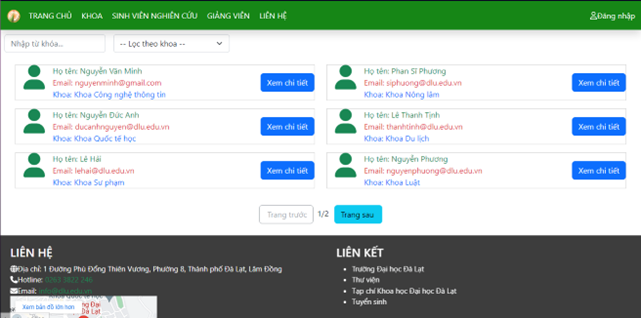 TRANG CHỦ KHOA SINH VIÊN NGHIÊN CỨU GIẢNG VIÊN LIÊN HỆ Đăng nhập
Nhập từ khóa... -- Lọc theo khoa --
Họ tên: Nguyễn Văn Minh
Email: nguyenminh@gmail.com
Khoa: Khoa Công nghệ thông tin
Xem chi tiết
Họ tên: Phan Sĩ Phương
Email: siphuong@dlu.edu.vn
Khoa: Khoa Nông lâm
Xem chi tiết
Họ tên: Nguyễn Đức Anh
Email: ducanhnguyen@dlu.edu.vn
Khoa: Khoa Quốc tế học
Xem chi tiết
Họ tên: Lê Thanh Tịnh
Email: thanhtinh@dlu.edu.vn
Khoa: Khoa Du lịch
Xem chi tiết
Họ tên: Lê Hải
Email: lehai@dlu.edu.vn
Khoa: Khoa Sư phạm
Xem chi tiết
Họ tên: Nguyễn Phương
Email: nguyenphuong@dlu.edu.vn
Khoa: Khoa Luật
Xem chi tiết
Trang trước 1/2 Trang sau
LIÊN HỆ
Địa chỉ: 1 Đường Phù Đổng Thiên Vương, Phường 8, Thành phố Đà Lạt, Lâm Đồng
Hotline: 0263 3822 246
Email: info@dlu.edu.vn
Xem bản đồ lớn hơn
LIÊN KẾT
Trường Đại học Đà Lạt
Thư viện
Tạp chí Khoa học Đại học Đà Lạt
Tuyển sinh